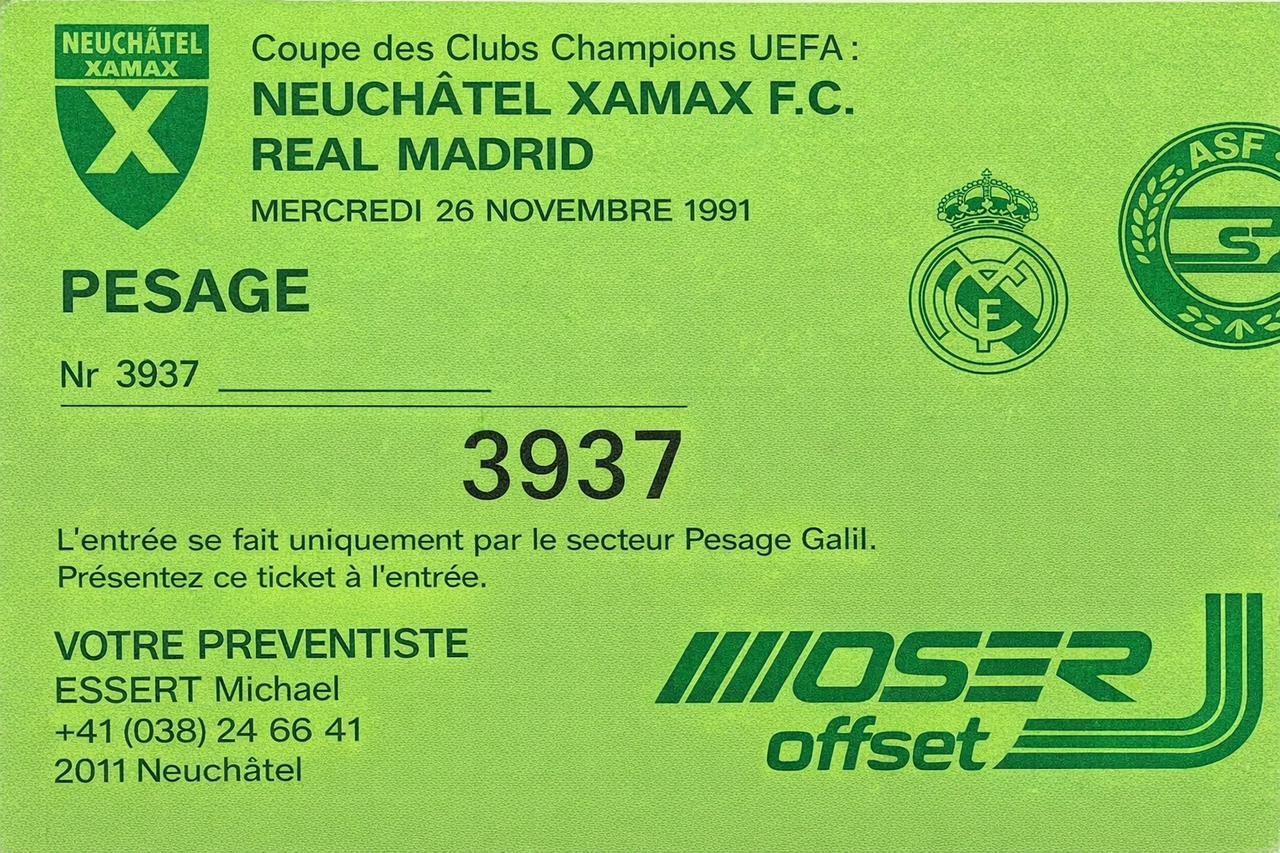 NEUCHÂTEL
XAMAX
X
Coupe des Clubs Champions UEFA :
NEUCHÂTEL XAMAX F.C.
REAL MADRID
MERCREDI 26 NOVEMBRE 1991
ASF
PESAGE
Nr 3937
3937
L'entrée se fait uniquement par le secteur Pesage Galil.
Présentez ce ticket à l'entrée.
VOTRE PREVENTISTE
ESSERT Michael
+41 (038) 24 66 41
2011 Neuchâtel
MOSER
offset